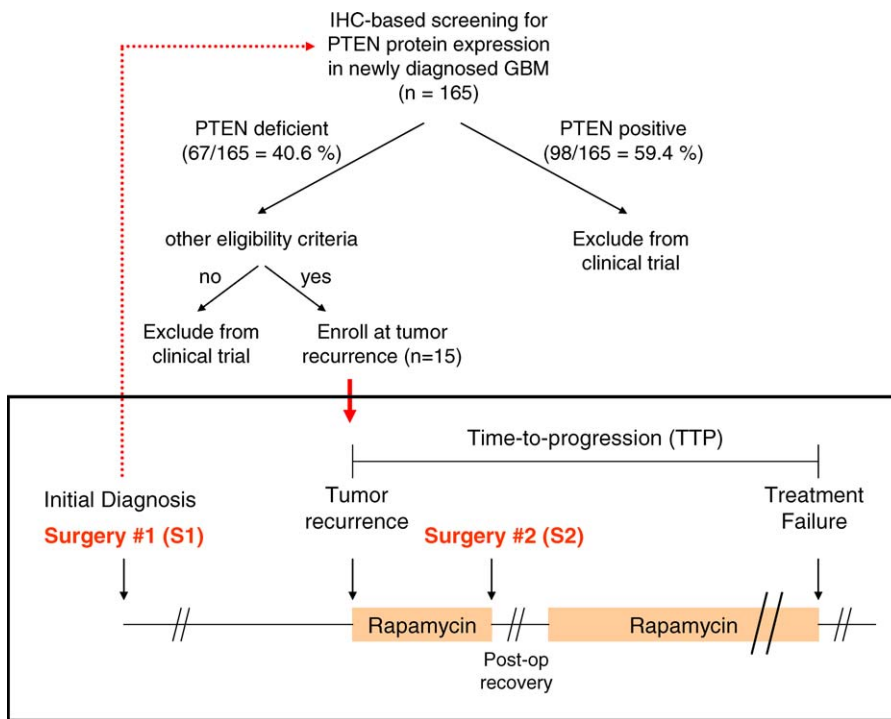 IHC-based screening for
PTEN protein expression
in newly diagnosed GBM
(n = 165)
PTEN deficient
(67/165 = 40.6 %)
PTEN positive
(98/165 = 59.4 %)
other eligibility criteria
Exclude from
clinical trial
no
yes
Exclude from
clinical trial
Enroll at tumor
recurrence (n=15)
Time-to-progression (TTP)
Initial Diagnosis
Surgery #1 (S1)
Tumor
recurrence
Surgery #2 (S2)
Treatment
Failure
Rapamycin
Rapamycin
Post-op
recovery